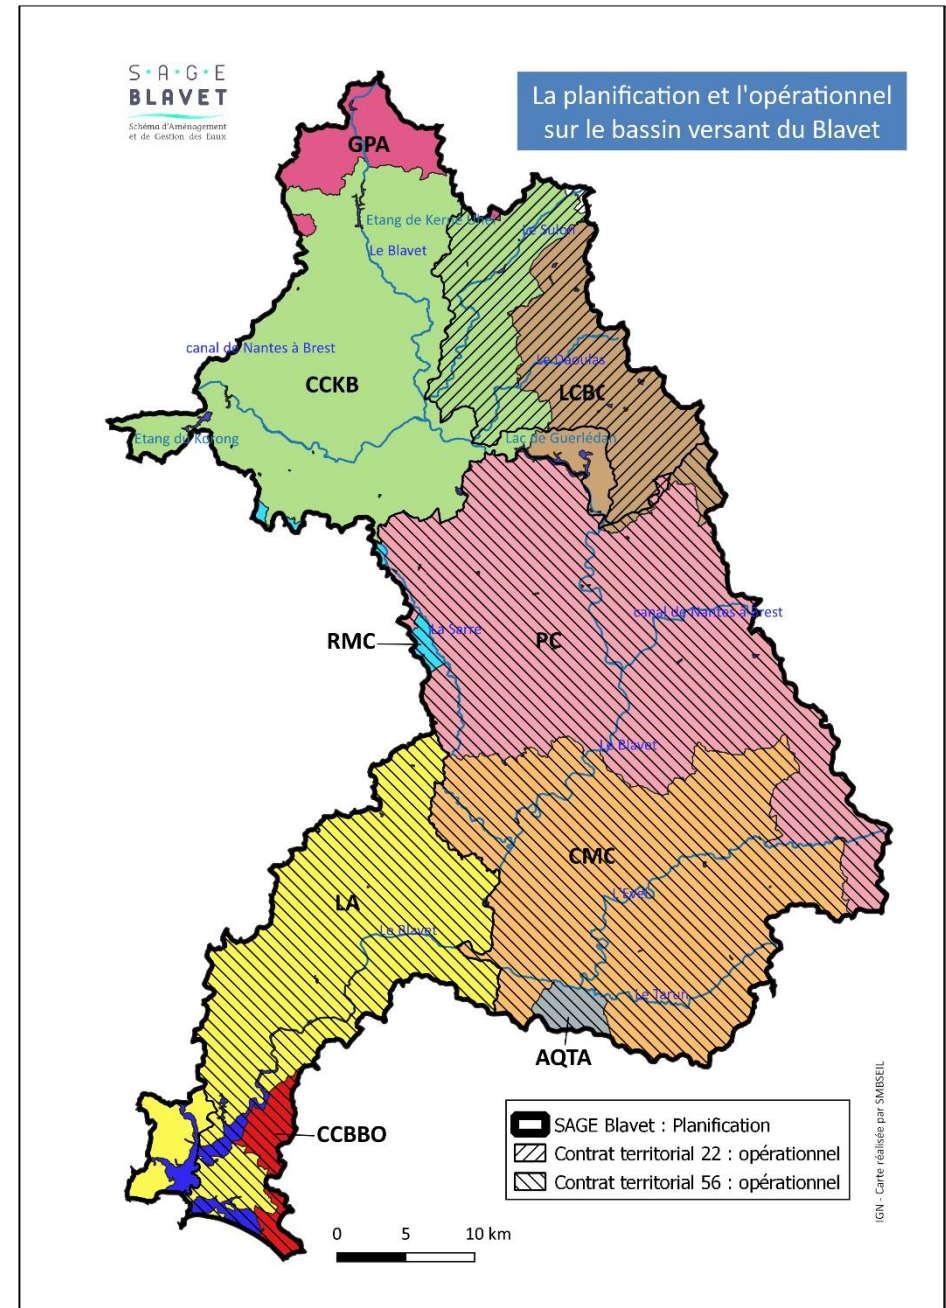 S·A·G·E
BLAVET
Schéma d'Aménagement
et de Gestion des Eaux
La planification et l'opérationnel
sur le bassin versant du Blavet
GPA
Etang de Kerné Uhel
Le Sulon
Le Blavet
canal de Nantes à Brest
Le Daoulas
CCKB
LCBC
Etang du Korong
Lac de Guerlédan
canal de Nantes à Brest
La Sarre
RMC
PC
Le Blavet
CMC
L'Evel
LA
Le Blavet
Le Tarun
AQTA
CCBBO
SAGE Blavet : Planification
Contrat territorial 22 : opérationnel
Contrat territorial 56 : opérationnel
0 5 10 km
IGN - Carte réalisée par SMBSEIL